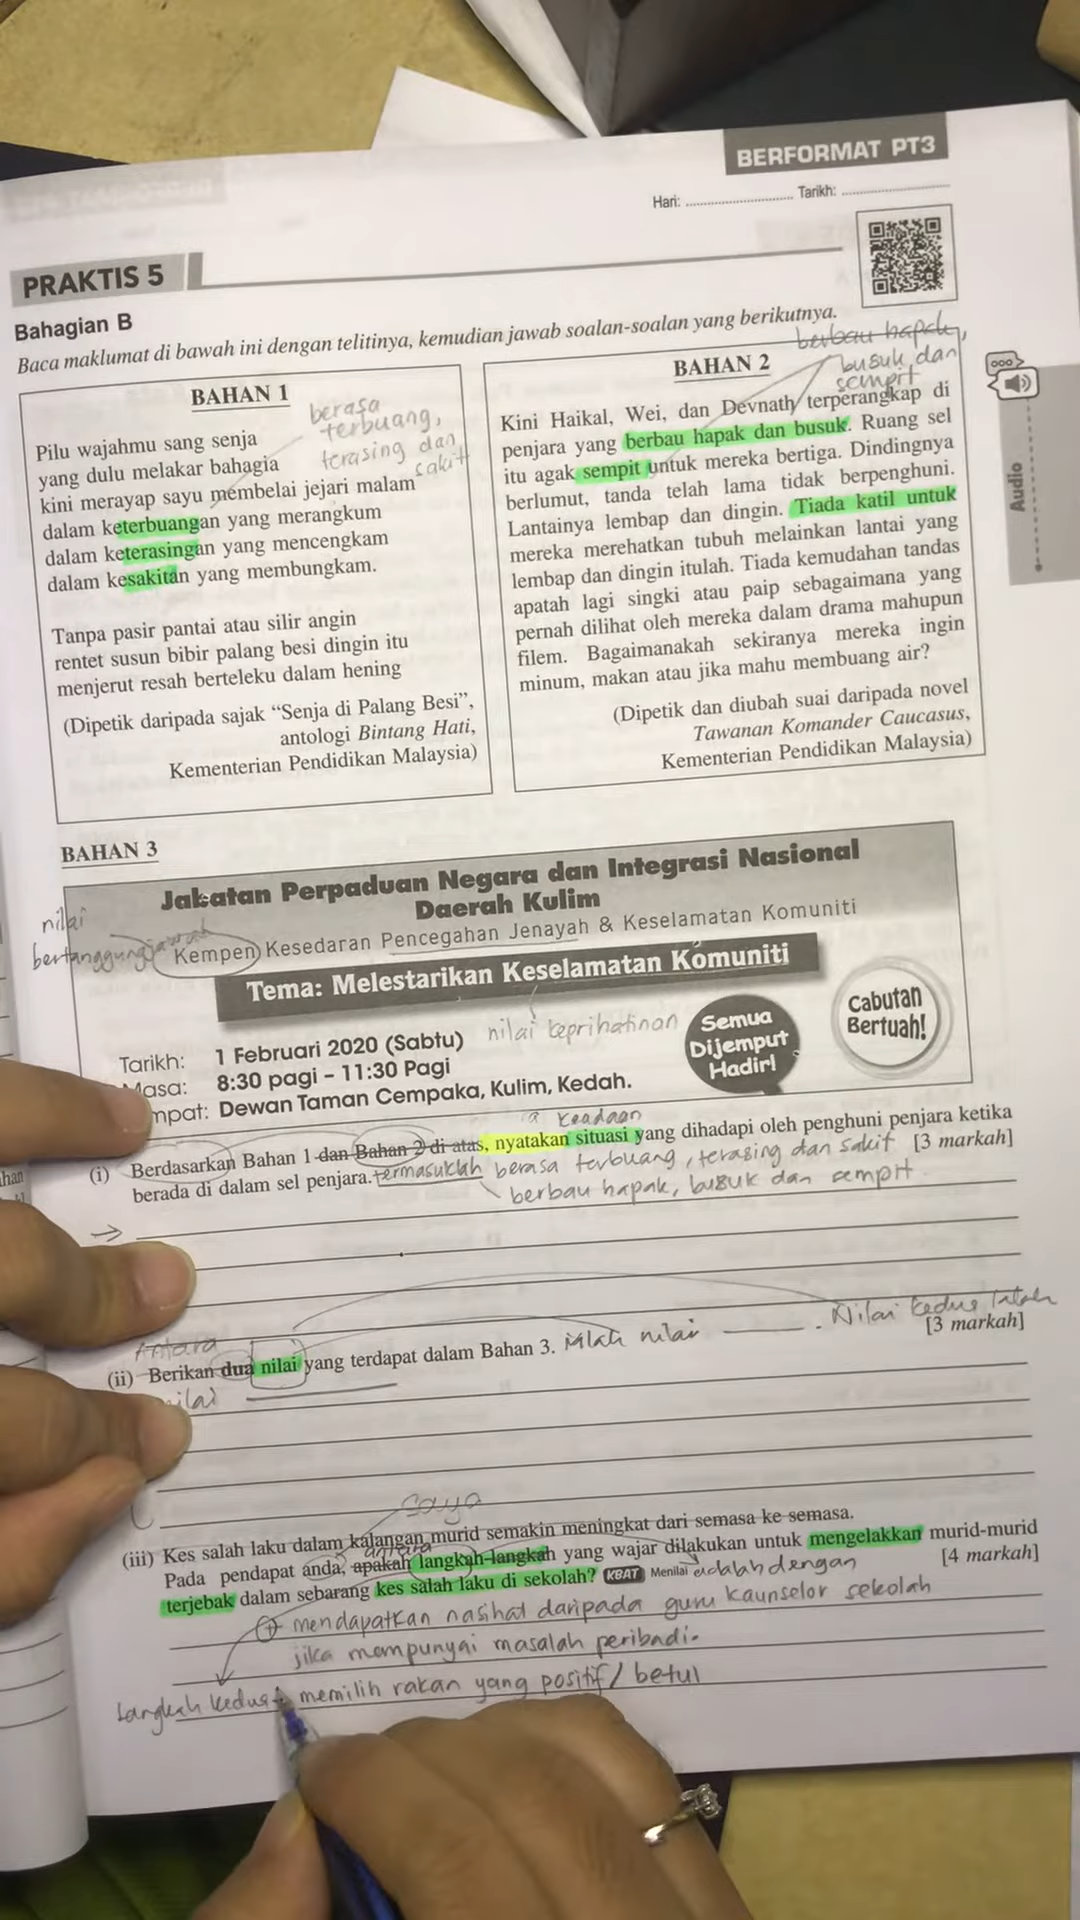 BERFORMAT PT3
Hari: .......................... Tarikh: ..........................
PRAKTIS 5
Bahagian B
Baca maklumat di bawah ini dengan telitinya, kemudian jawab soalan-soalan yang berikutnya.
BAHAN 1
berasa
terbuang,
terasing dan
sakit
Pilu wajahmu sang senja
yang dulu melakar bahagia
kini merayap sayu membelai jejari malam
dalam keterbuangan yang merangkum
dalam keterasingan yang mencengkam
dalam kesakitan yang membungkam.
Tanpa pasir pantai atau silir angin
rentet susun bibir palang besi dingin itu
menjerut resah berteleku dalam hening
(Dipetik daripada sajak “Senja di Palang Besi”,
antologi Bintang Hati,
Kementerian Pendidikan Malaysia)
berbau hapak,
busuk dan
sempit
BAHAN 2
Kini Haikal, Wei, dan Devnath terperangkap di
penjara yang berbau hapak dan busuk. Ruang sel
itu agak sempit untuk mereka bertiga. Dindingnya
berlumut, tanda telah lama tidak berpenghuni.
Lantainya lembap dan dingin. Tiada katil untuk
mereka merehatkan tubuh melainkan lantai yang
lembap dan dingin itulah. Tiada kemudahan tandas
apatah lagi singki atau paip sebagaimana yang
pernah dilihat oleh mereka dalam drama mahupun
filem. Bagaimanakah sekiranya mereka ingin
minum, makan atau jika mahu membuang air?
(Dipetik dan diubah suai daripada novel
Tawanan Komander Caucasus,
Kementerian Pendidikan Malaysia)
Audio
BAHAN 3
Jabatan Perpaduan Negara dan Integrasi Nasional
Daerah Kulim
nilai
bertanggungjawab
Kempen Kesedaran Pencegahan Jenayah & Keselamatan Komuniti
Tema: Melestarikan Keselamatan Komuniti
nilai keprihatinan
Tarikh: 1 Februari 2020 (Sabtu)
Masa: 8:30 pagi – 11:30 Pagi
mpat: Dewan Taman Cempaka, Kulim, Kedah.
Semua
Dijemput
Hadir!
Cabutan
Bertuah!
keadaan
(i) Berdasarkan Bahan 1 dan Bahan 2 di atas, nyatakan situasi yang dihadapi oleh penghuni penjara ketika
berada di dalam sel penjara. termasuklah berasa terbuang, terasing dan sakit [3 markah]
berbau hapak, busuk dan sempit
Antara
(ii) Berikan dua nilai yang terdapat dalam Bahan 3. ialah nilai ______ . Nilai kedua ialah
[3 markah]
nilai
saya
(iii) Kes salah laku dalam kalangan murid semakin meningkat dari semasa ke semasa.
antara
Pada pendapat anda, apakah langkah-langkah yang wajar dilakukan untuk mengelakkan murid-murid
terjebak dalam sebarang kes salah laku di sekolah? KBAT Menilai adalah dengan [4 markah]
mendapatkan nasihat daripada guru kaunselor sekolah
jika mempunyai masalah peribadi.
Langkah kedua memilih rakan yang positif / betul